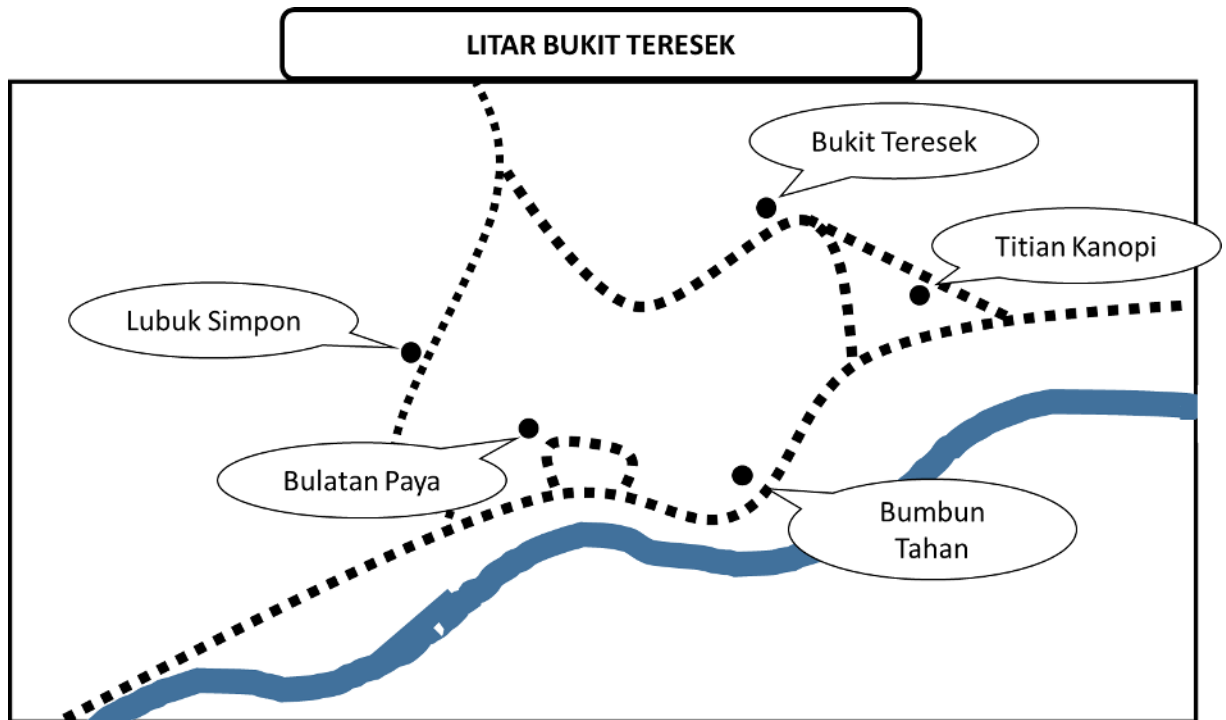 LITAR BUKIT TERESEK
Bukit Teresek
Titian Kanopi
Lubuk Simpon
Bulatan Paya
Bumbun
Tahan